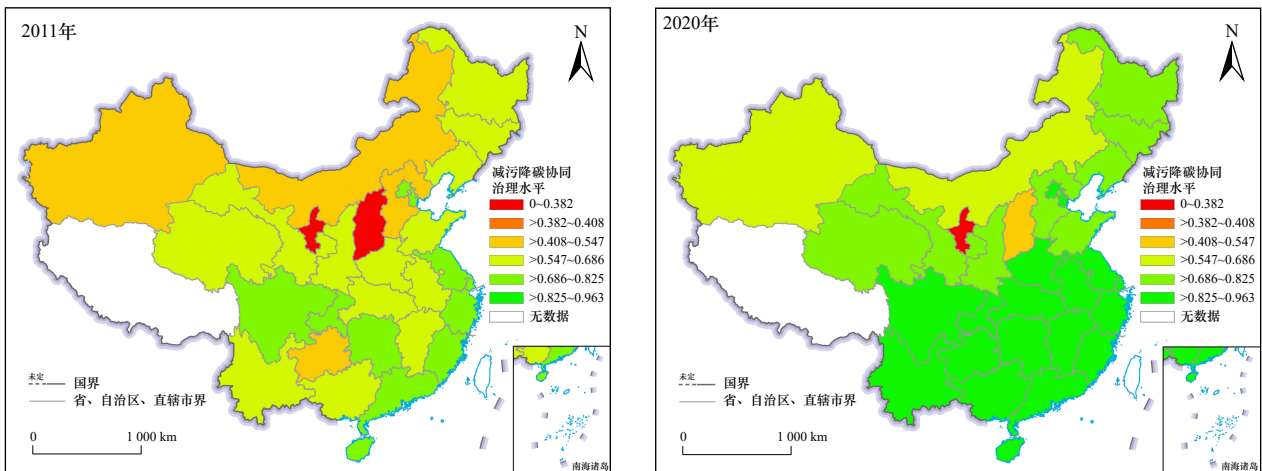 2011年
N
减污降碳协同
治理水平
0~0.382
>0.382~0.408
>0.408~0.547
>0.547~0.686
>0.686~0.825
>0.825~0.963
无数据
未定
国界
省、自治区、直辖市界
0 1 000 km
南海诸岛
2020年
N
减污降碳协同
治理水平
0~0.382
>0.382~0.408
>0.408~0.547
>0.547~0.686
>0.686~0.825
>0.825~0.963
无数据
未定
国界
省、自治区、直辖市界
0 1 000 km
南海诸岛